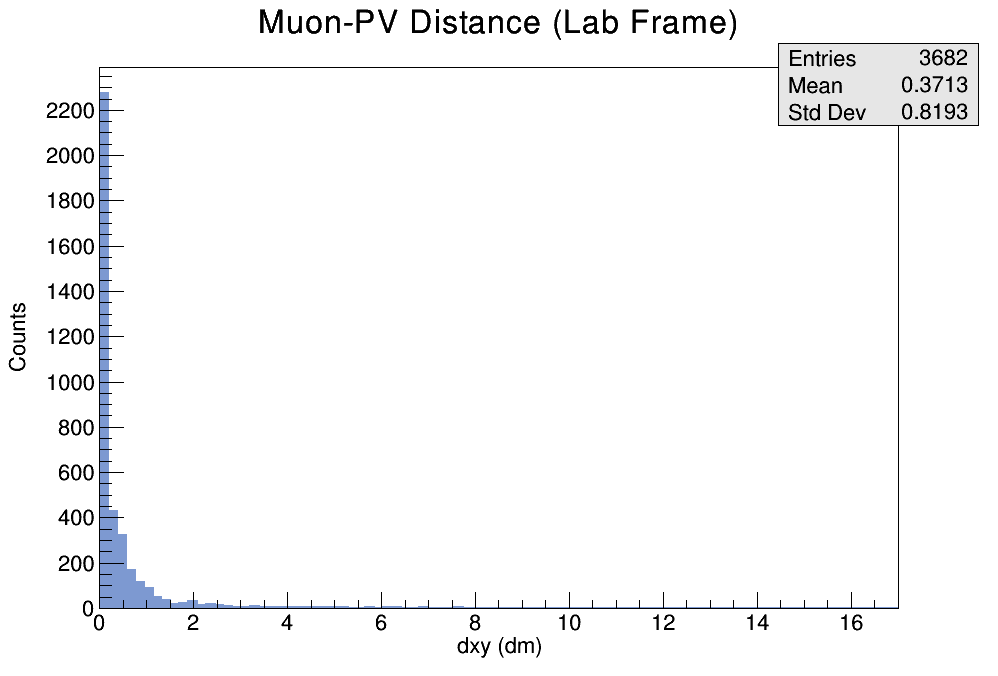 Muon-PV Distance (Lab Frame)
Entries 3682
Mean 0.3713
Std Dev 0.8193
2200
2000
1800
1600
1400
1200
1000
800
600
400
200
0
Counts
0 2 4 6 8 10 12 14 16
dxy (dm)